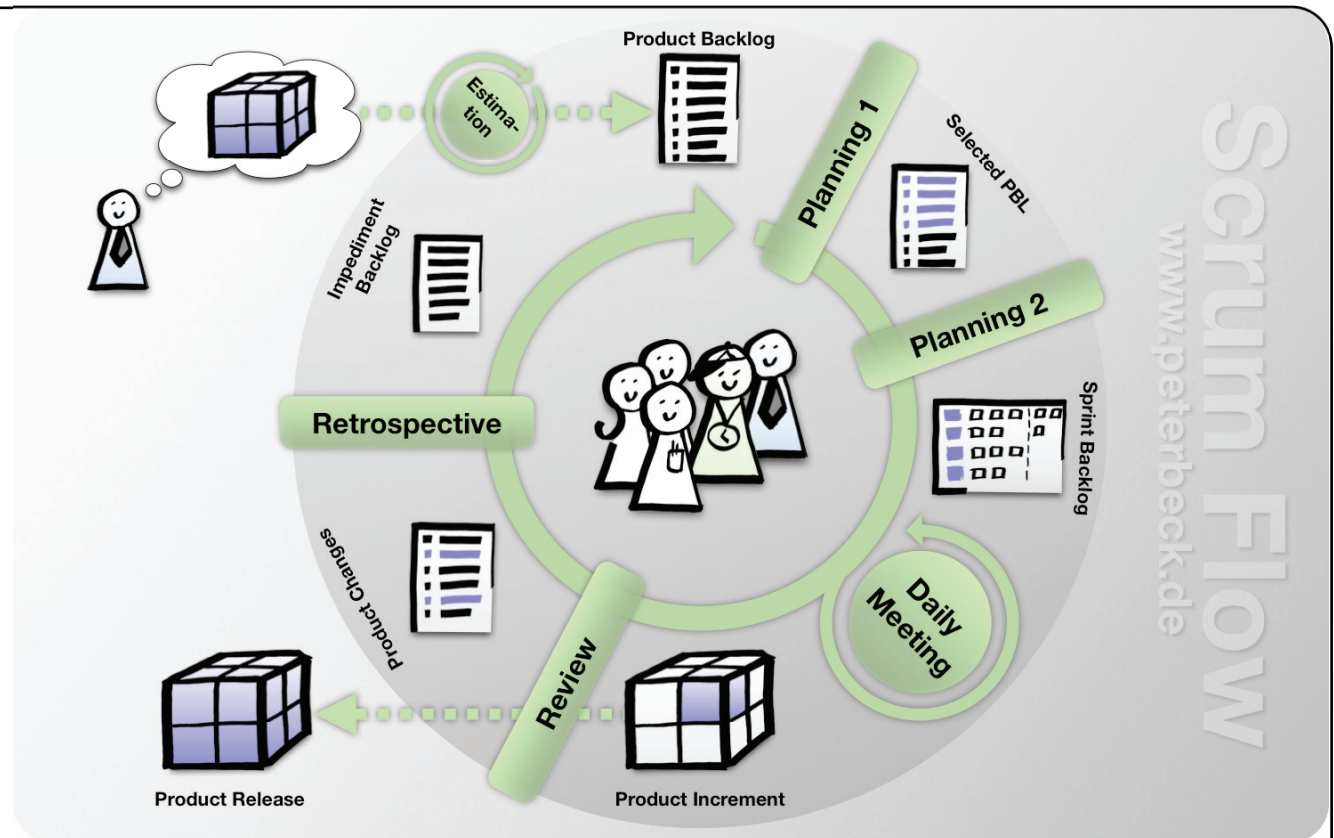 Product Backlog
Estima-
tion
Planning 1
Selected PBL
Impediment
Backlog
Planning 2
Retrospective
Sprint Backlog
Daily
Meeting
Product Changes
Review
Product Release
Product Increment
Scrum Flow
www.peterbeck.de